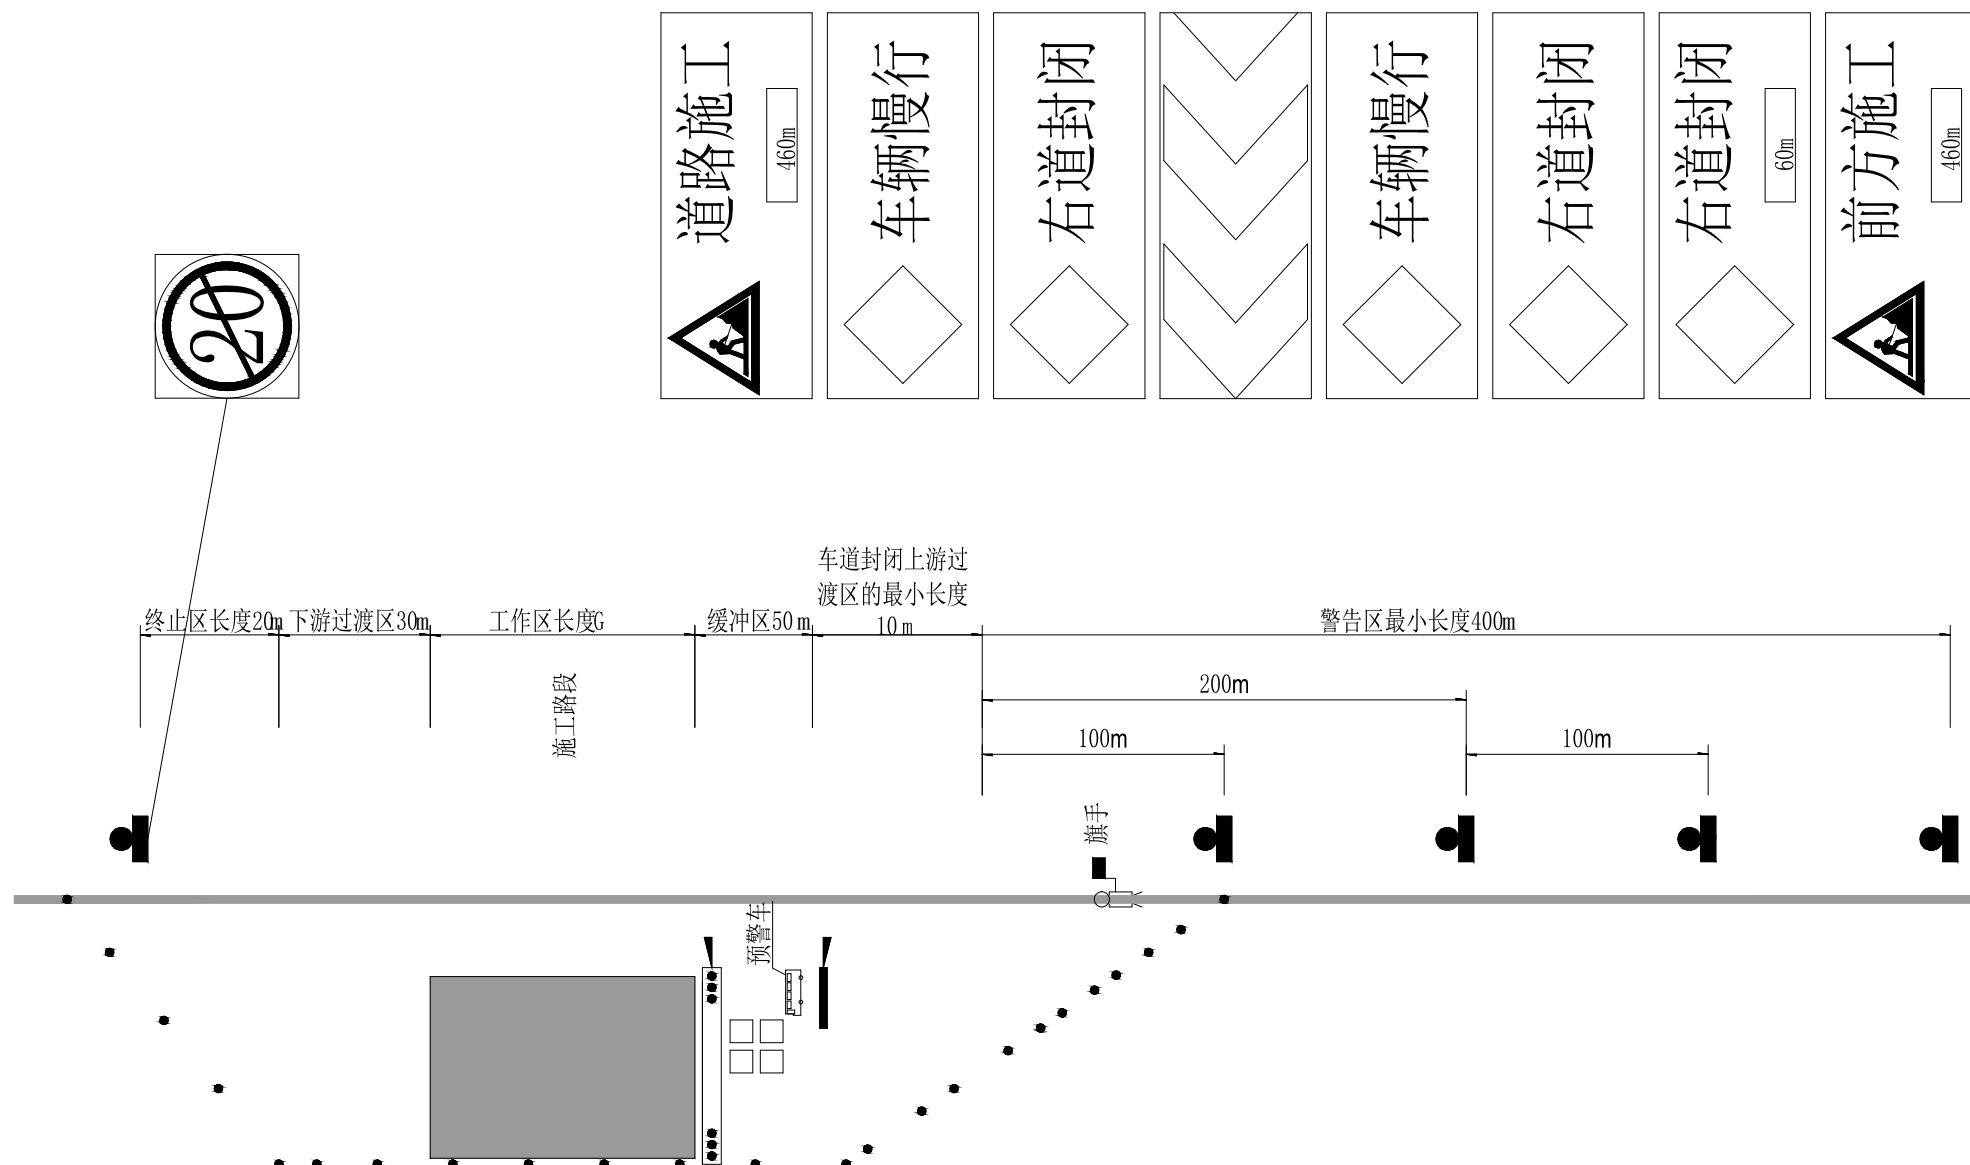 道路施工
460m
车辆慢行
右道封闭
车辆慢行
右道封闭
右道封闭
60m
前方施工
460m
20
车道封闭上游过
渡区的最小长度
10m
终止区长度20m
下游过渡区30m
工作区长度G
缓冲区50m
警告区最小长度400m
200m
100m
100m
施工路段
旗手
预警车